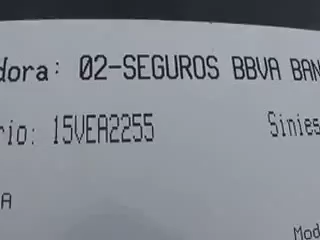 dora: 02-SEGUROS BBVA BAN
rio: 15VEA2255 Sinies
A
Mod